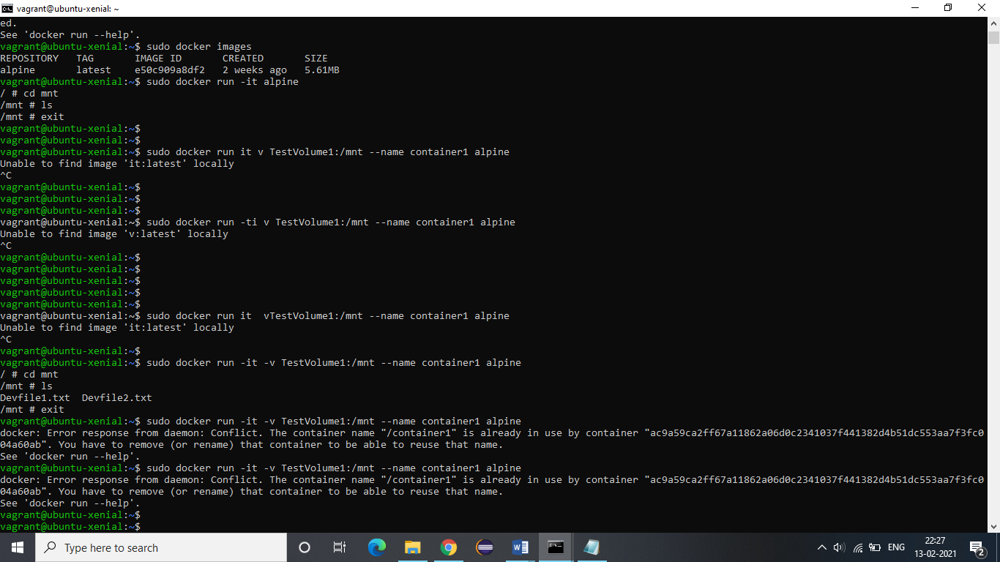 vagrant@ubuntu-xenial: ~
ed.
See 'docker run --help'.
vagrant@ubuntu-xenial:~$ sudo docker images
REPOSITORY   TAG       IMAGE ID       CREATED       SIZE
alpine       latest    e50c909a8df2   2 weeks ago   5.61MB
vagrant@ubuntu-xenial:~$ sudo docker run -it alpine
/ # cd mnt
/mnt # ls
/mnt # exit
vagrant@ubuntu-xenial:~$
vagrant@ubuntu-xenial:~$
vagrant@ubuntu-xenial:~$ sudo docker run it v TestVolume1:/mnt --name container1 alpine
Unable to find image 'it:latest' locally
^C
vagrant@ubuntu-xenial:~$
vagrant@ubuntu-xenial:~$
vagrant@ubuntu-xenial:~$
vagrant@ubuntu-xenial:~$ sudo docker run -ti v TestVolume1:/mnt --name container1 alpine
Unable to find image 'v:latest' locally
^C
vagrant@ubuntu-xenial:~$
vagrant@ubuntu-xenial:~$
vagrant@ubuntu-xenial:~$
vagrant@ubuntu-xenial:~$
vagrant@ubuntu-xenial:~$
vagrant@ubuntu-xenial:~$ sudo docker run it  vTestVolume1:/mnt --name container1 alpine
Unable to find image 'it:latest' locally
^C
vagrant@ubuntu-xenial:~$
vagrant@ubuntu-xenial:~$ sudo docker run -it -v TestVolume1:/mnt --name container1 alpine
/ # cd mnt
/mnt # ls
Devfile1.txt  Devfile2.txt
/mnt # exit
vagrant@ubuntu-xenial:~$ sudo docker run -it -v TestVolume1:/mnt --name container1 alpine
docker: Error response from daemon: Conflict. The container name "/container1" is already in use by container "ac9a59ca2ff67a11862a06d0c2341037f441382d4b51dc553aa7f3fc0
04a60ab". You have to remove (or rename) that container to be able to reuse that name.
See 'docker run --help'.
vagrant@ubuntu-xenial:~$ sudo docker run -it -v TestVolume1:/mnt --name container1 alpine
docker: Error response from daemon: Conflict. The container name "/container1" is already in use by container "ac9a59ca2ff67a11862a06d0c2341037f441382d4b51dc553aa7f3fc0
04a60ab". You have to remove (or rename) that container to be able to reuse that name.
See 'docker run --help'.
vagrant@ubuntu-xenial:~$
vagrant@ubuntu-xenial:~$
Type here to search
ENG
22:27
13-02-2021
2